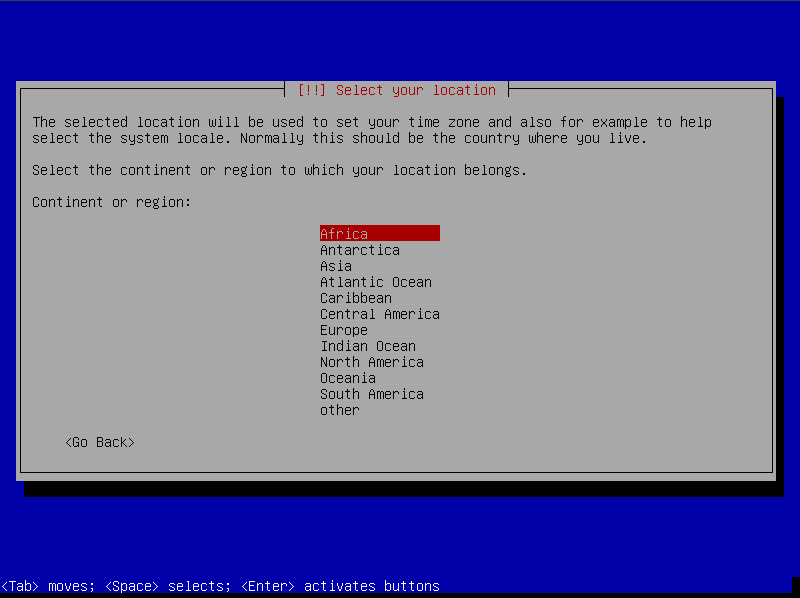 [!!] Select your location
The selected location will be used to set your time zone and also for example to help
select the system locale. Normally this should be the country where you live.
Select the continent or region to which your location belongs.
Continent or region:
Africa
Antarctica
Asia
Atlantic Ocean
Caribbean
Central America
Europe
Indian Ocean
North America
Oceania
South America
other
<Go Back>
<Tab> moves; <Space> selects; <Enter> activates buttons